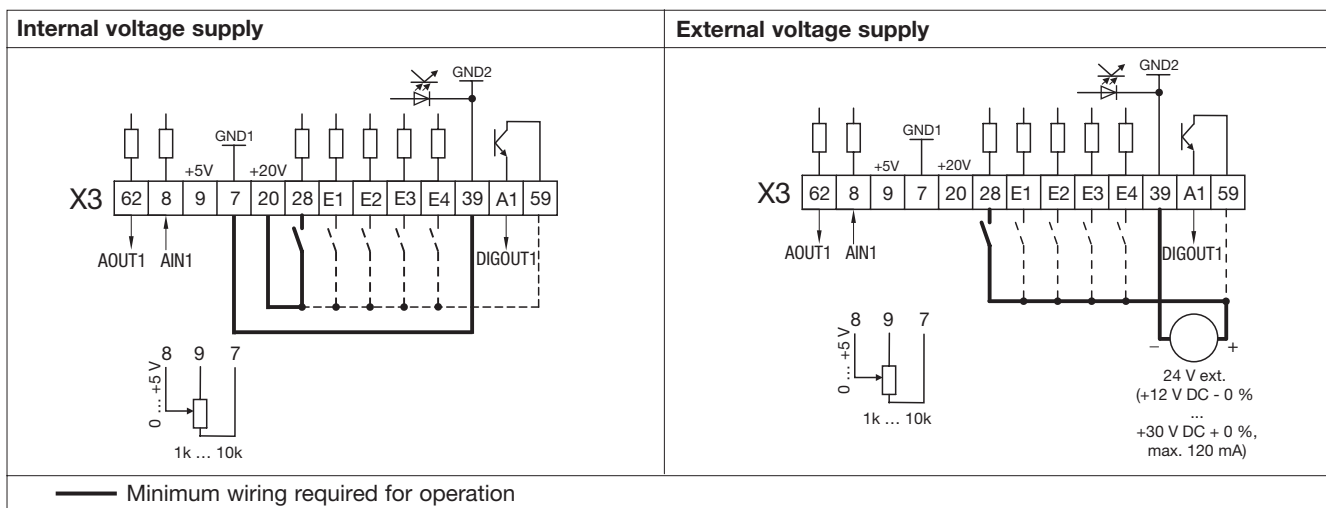 Internal voltage supply
GND2
GND1
+5V
+20V
X3 62 8 9 7 20 28 E1 E2 E3 E4 39 A1 59
AOUT1 AIN1
DIGOUT1
8 9 7
0 ... +5 V
1k ... 10k
External voltage supply
GND2
GND1
+5V
+20V
X3 62 8 9 7 20 28 E1 E2 E3 E4 39 A1 59
AOUT1 AIN1
DIGOUT1
8 9 7
0 ... +5 V
1k ... 10k
– +
24 V ext.
(+12 V DC - 0 %
...
+30 V DC + 0 %,
max. 120 mA)
Minimum wiring required for operation